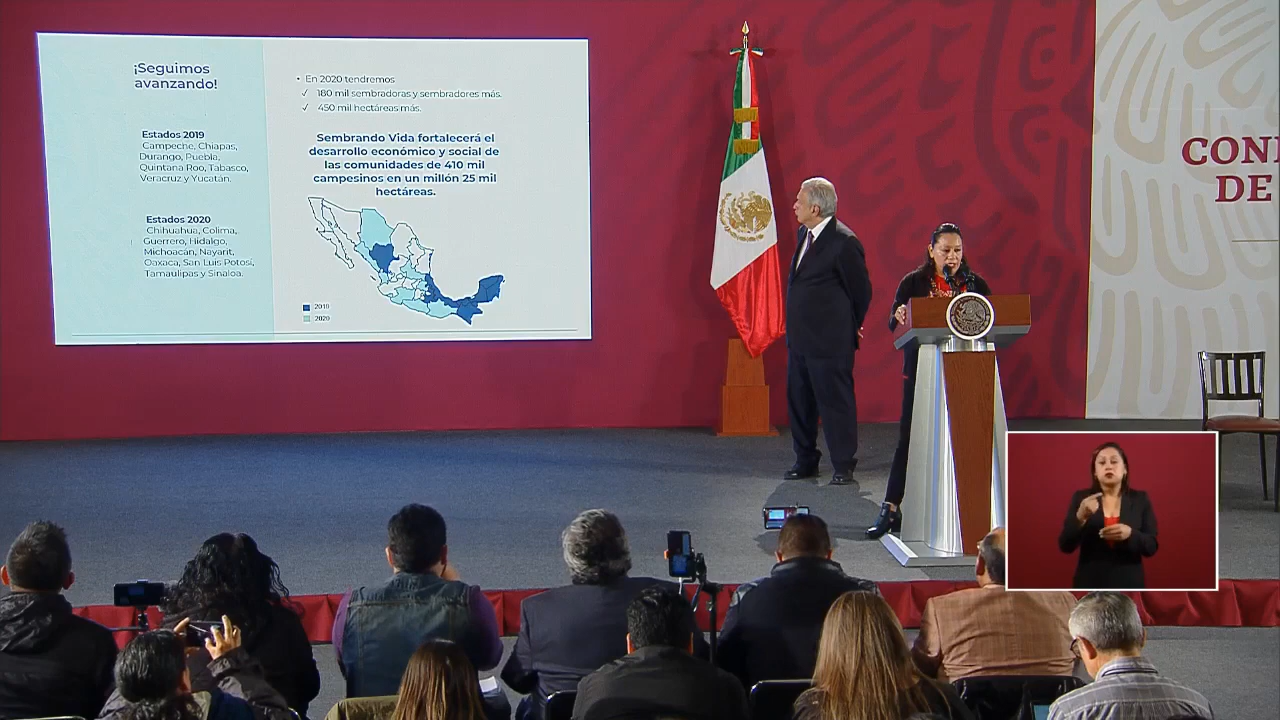 ¡Seguimos
avanzando!
Estados 2019
Campeche, Chiapas,
Durango, Puebla,
Quintana Roo, Tabasco,
Veracruz y Yucatán.
Estados 2020
Chihuahua, Colima,
Guerrero, Hidalgo,
Michoacán, Nayarit,
Oaxaca, San Luis Potosí,
Tamaulipas y Sinaloa.
• En 2020 tendremos
✓ 180 mil sembradoras y sembradores más.
✓ 450 mil hectáreas más.
Sembrando Vida fortalecerá el
desarrollo económico y social de
las comunidades de 410 mil
campesinos en un millón 25 mil
hectáreas.
2019
2020
CON
DE